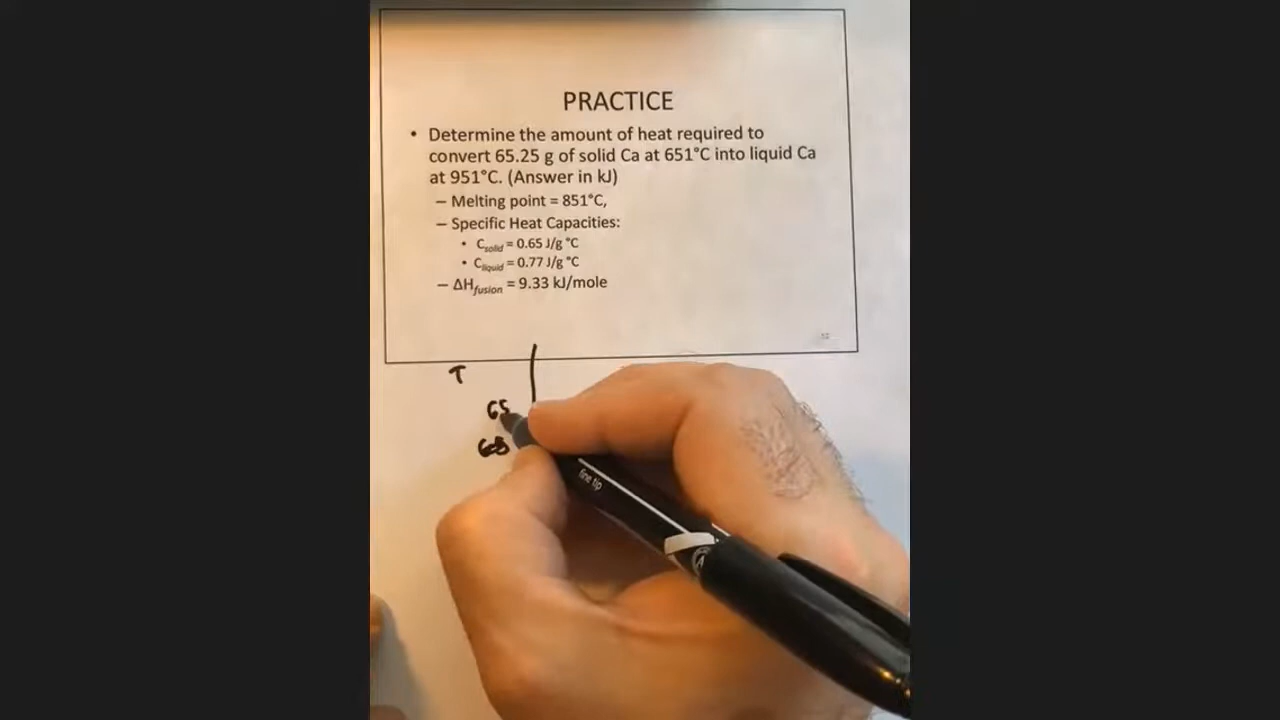 PRACTICE
• Determine the amount of heat required to
convert 65.25 g of solid Ca at 651°C into liquid Ca
at 951°C. (Answer in kJ)
– Melting point = 851°C,
– Specific Heat Capacities:
• Csolid = 0.65 J/g °C
• Cliquid = 0.77 J/g °C
– ΔHfusion = 9.33 kJ/mole
T
65
fine tip